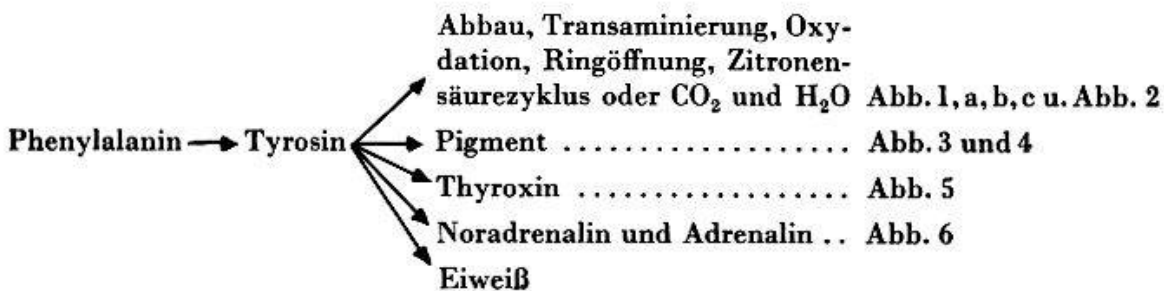 Abbau, Transaminierung, Oxy-
dation, Ringöffnung, Zitronen-
säurezyklus oder CO₂ und H₂O Abb. 1, a, b, c u. Abb. 2
Phenylalanin → Tyrosin → Pigment ................... Abb. 3 und 4
Thyroxin .................. Abb. 5
Noradrenalin und Adrenalin .. Abb. 6
Eiweiß